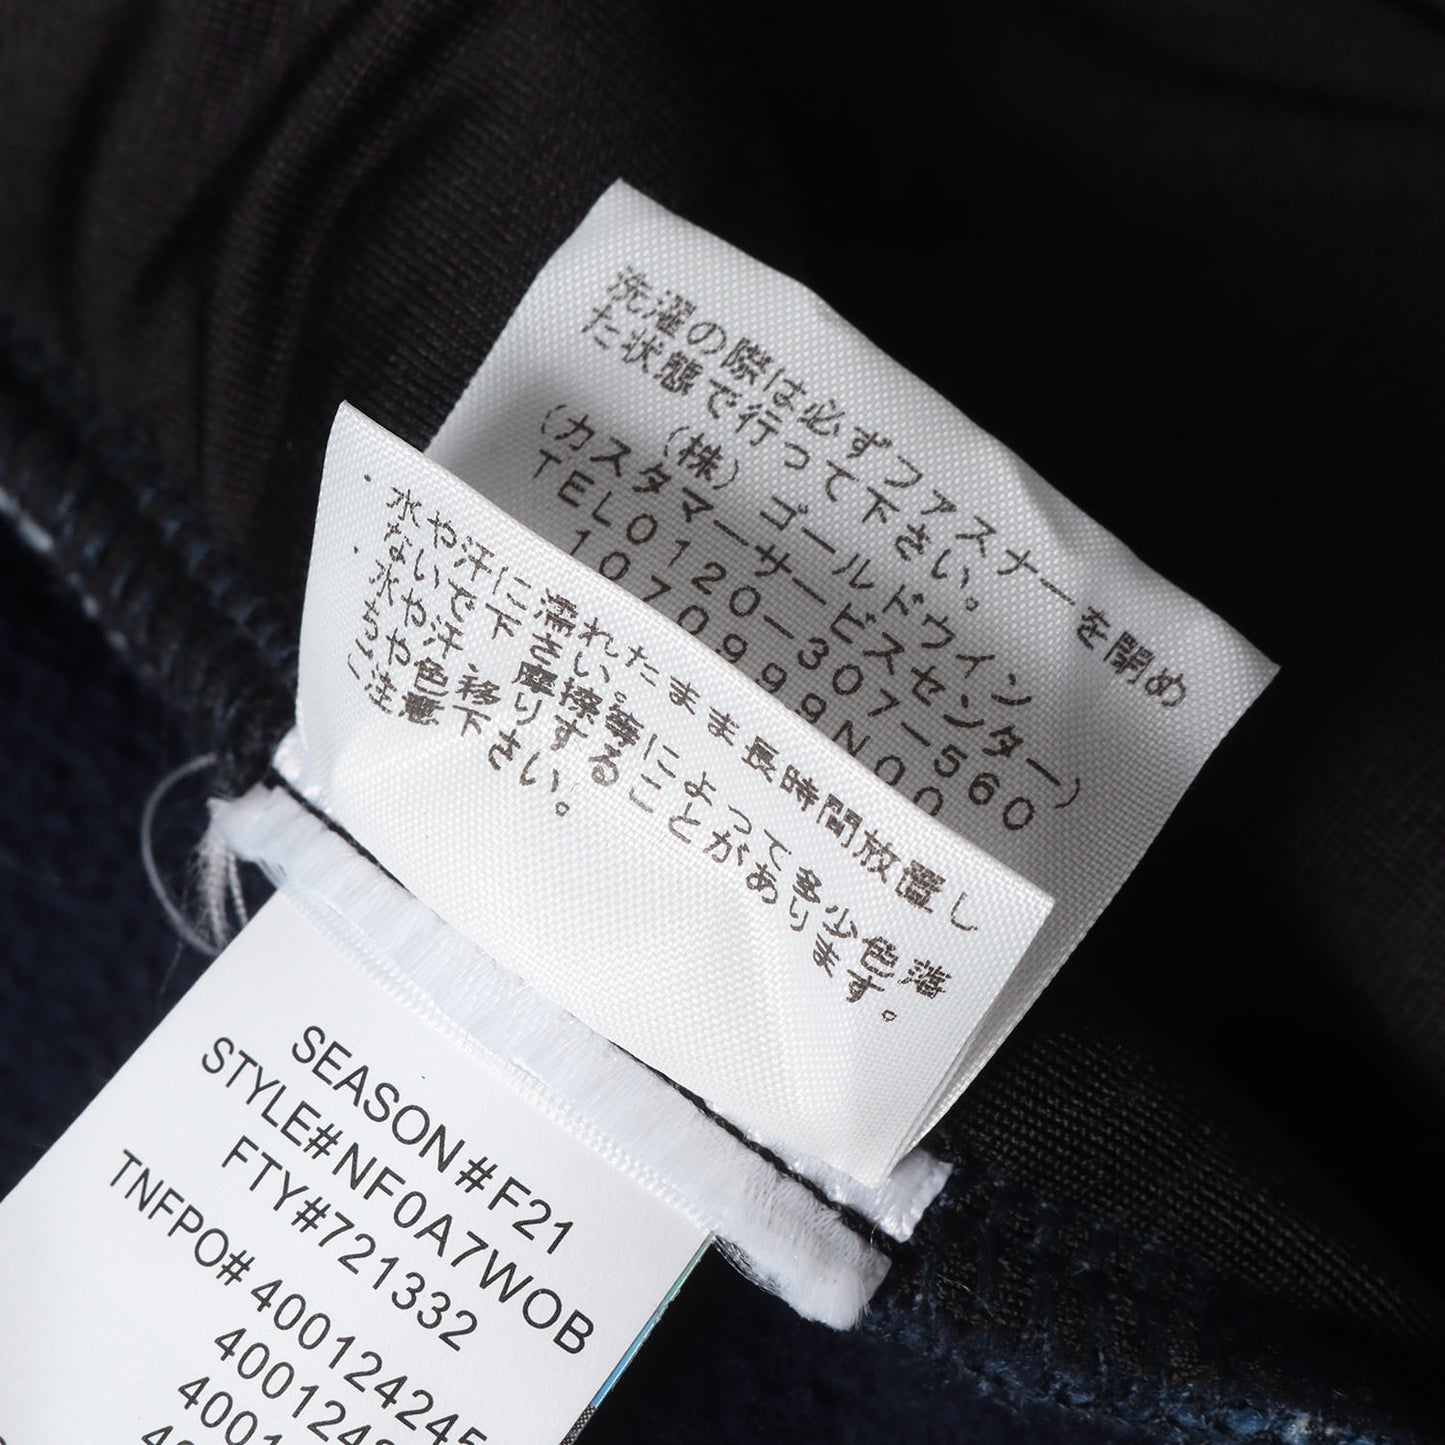 洗濯の際は必ずファスナーを閉め
た状態で行って下さい。
(株)ゴールドウイン
(カスタマーサービスセンター)
TEL0120-307-560
1070999N00
・水や汗に濡れたまま長時間放置し
ないで下さい。
・水や汗、摩擦等によって多少色落
ちや色移りすることがあります。
ご注意下さい。
SEASON#F21
STYLE#NF0A7WOB
FTY#721332
TNFPO#40012424